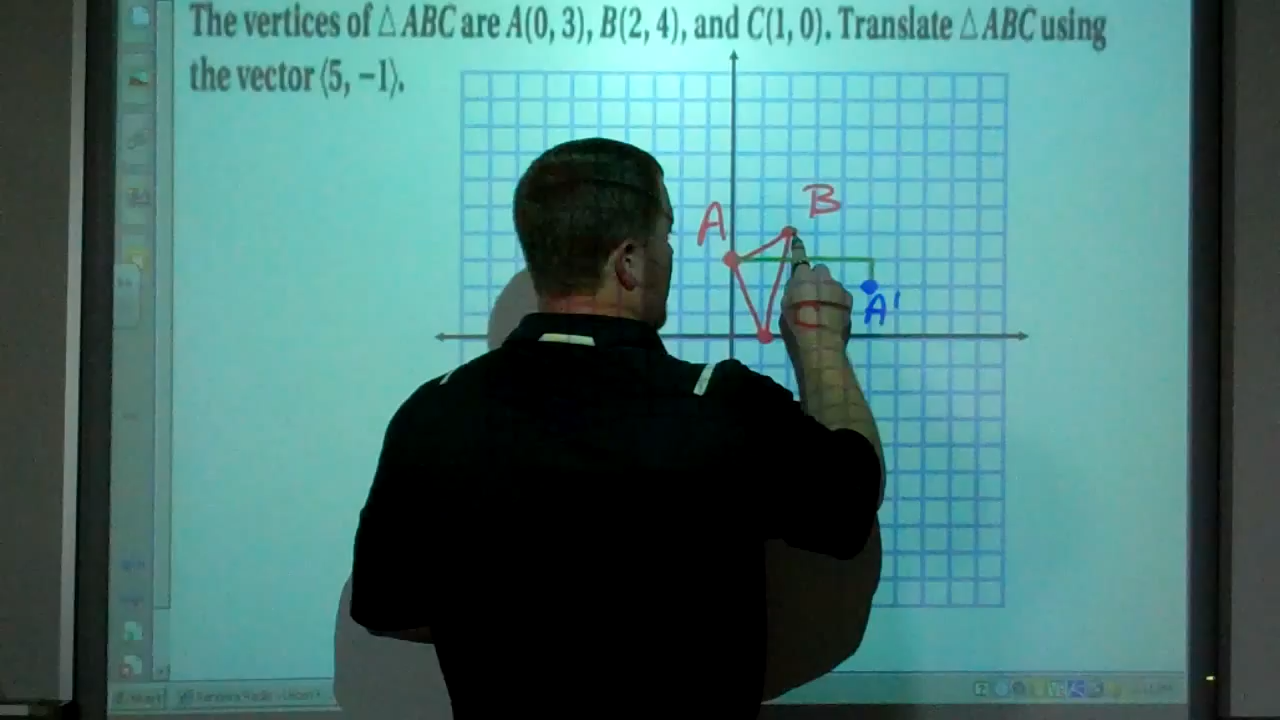 The vertices of △ABC are A(0, 3), B(2, 4), and C(1, 0). Translate △ABC using
the vector ⟨5, −1⟩.
B
A
A'
C